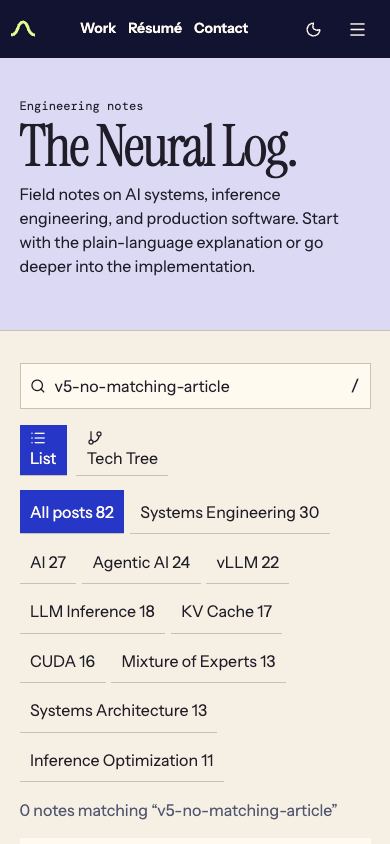 Work Résumé Contact
Engineering notes
The Neural Log.
Field notes on AI systems, inference
engineering, and production software. Start
with the plain-language explanation or go
deeper into the implementation.
v5-no-matching-article /
List Tech Tree
All posts 82 Systems Engineering 30
AI 27 Agentic AI 24 vLLM 22
LLM Inference 18 KV Cache 17
CUDA 16 Mixture of Experts 13
Systems Architecture 13
Inference Optimization 11
0 notes matching “v5-no-matching-article”